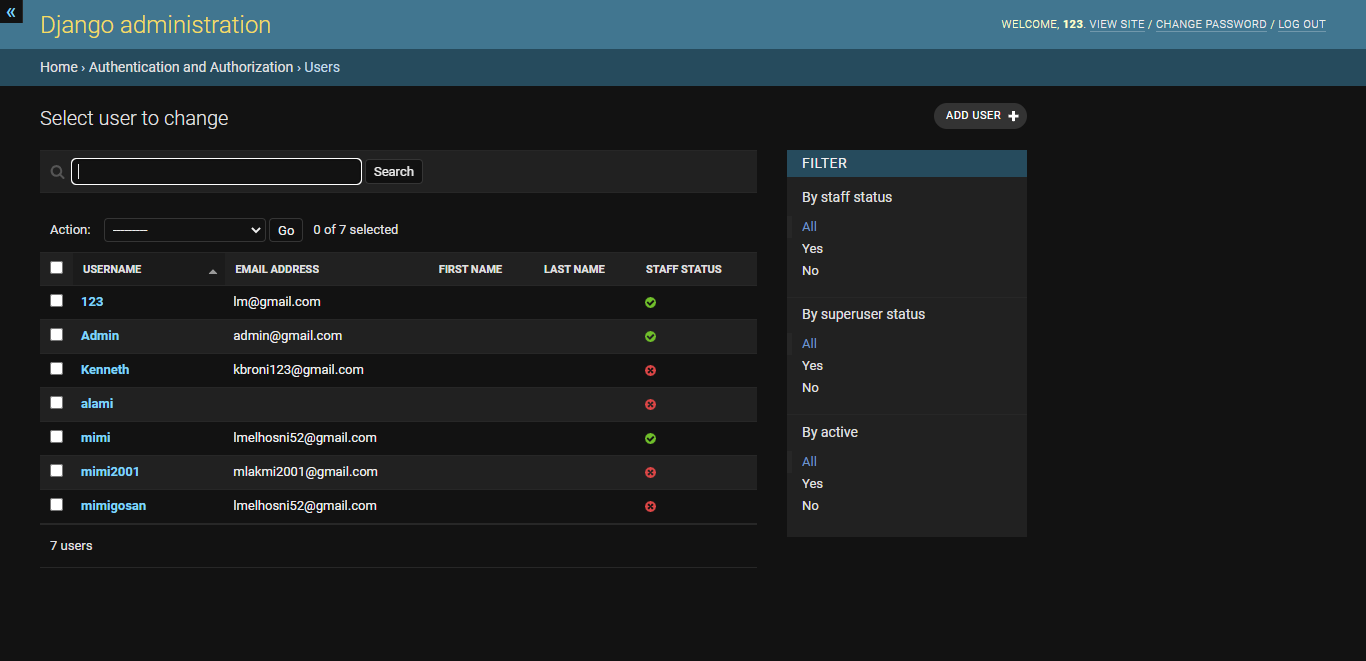 «
Django administration
WELCOME, 123. VIEW SITE / CHANGE PASSWORD / LOG OUT
Home › Authentication and Authorization › Users
Select user to change
ADD USER +
Search
Action: --------- Go 0 of 7 selected
USERNAME EMAIL ADDRESS FIRST NAME LAST NAME STAFF STATUS
123 lm@gmail.com
Admin admin@gmail.com
Kenneth kbroni123@gmail.com
alami
mimi lmelhosni52@gmail.com
mimi2001 mlakmi2001@gmail.com
mimigosan lmelhosni52@gmail.com
7 users
FILTER
By staff status
All
Yes
No
By superuser status
All
Yes
No
By active
All
Yes
No